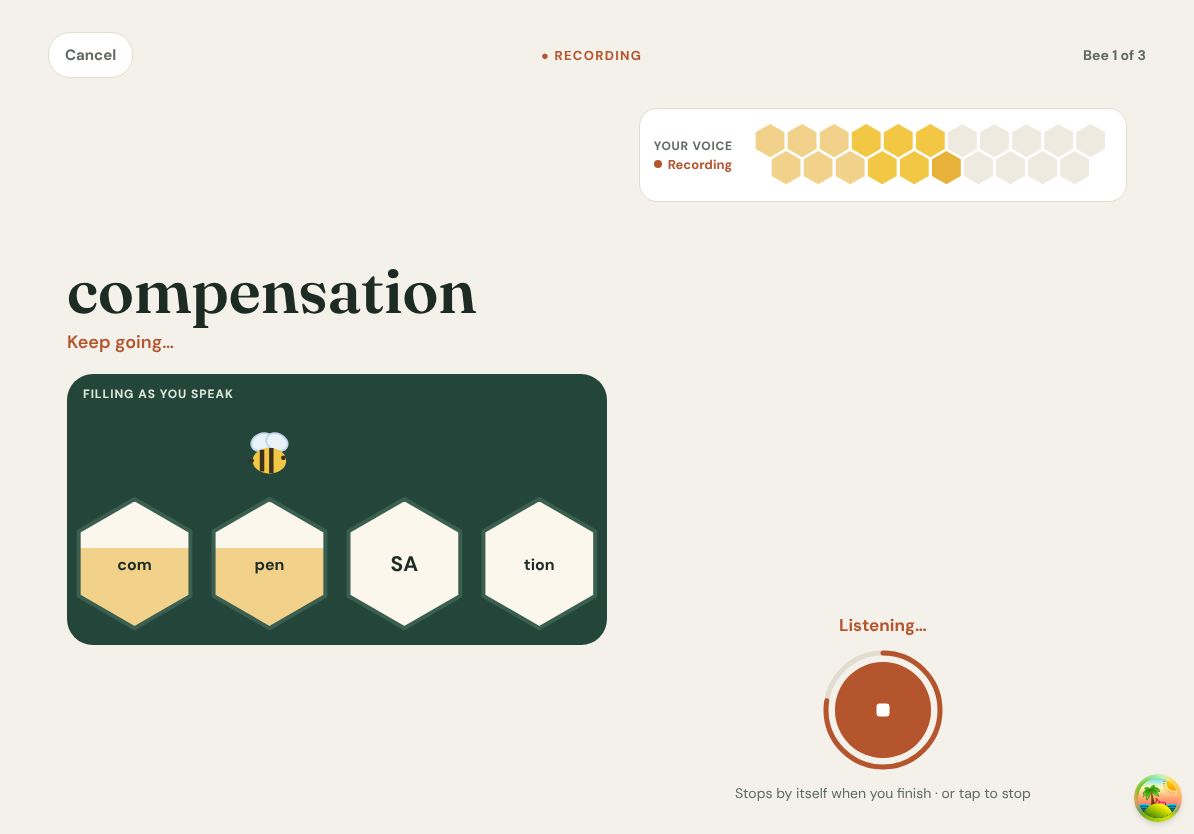 Cancel
• RECORDING
Bee 1 of 3
YOUR VOICE
Recording
compensation
Keep going...
FILLING AS YOU SPEAK
com
pen
SA
tion
Listening...
Stops by itself when you finish · or tap to stop